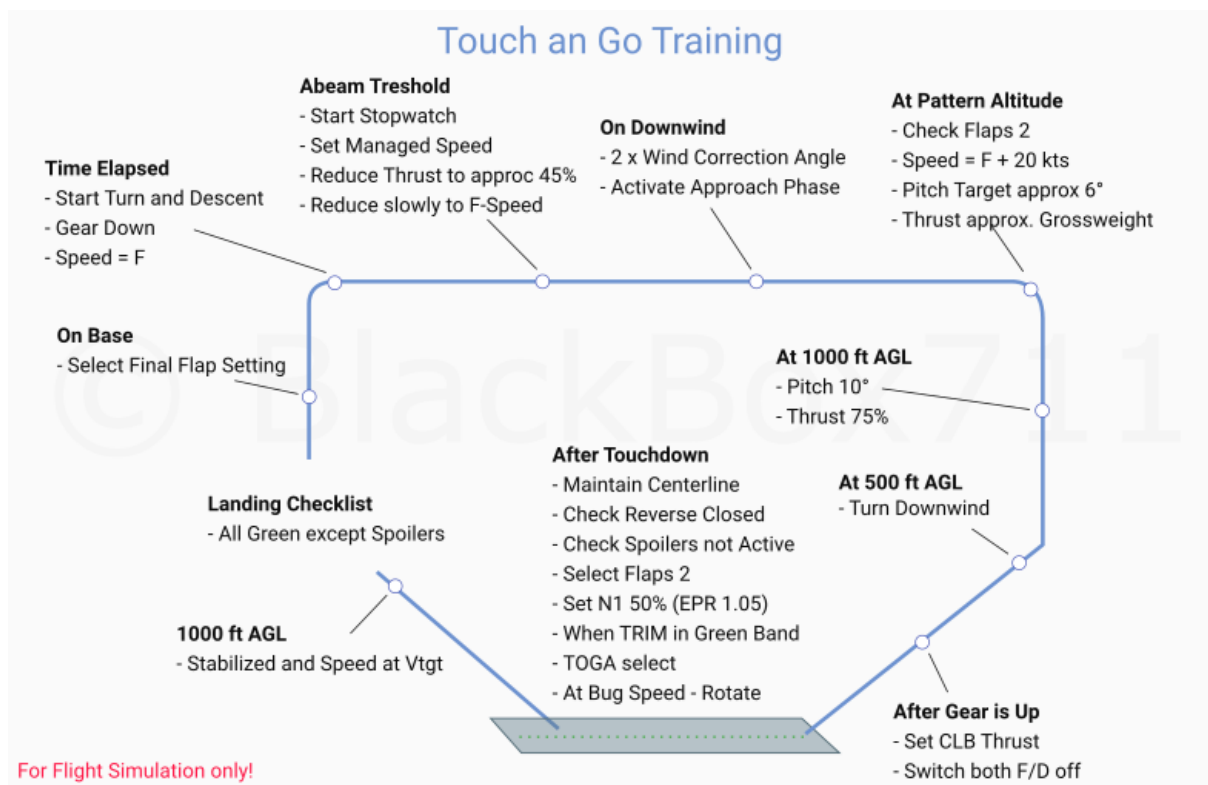 Touch an Go Training
Abeam Treshold
- Start Stopwatch
- Set Managed Speed
- Reduce Thrust to approc 45%
- Reduce slowly to F-Speed
On Downwind
- 2 x Wind Correction Angle
- Activate Approach Phase
At Pattern Altitude
- Check Flaps 2
- Speed = F + 20 kts
- Pitch Target approx 6°
- Thrust approx. Grossweight
Time Elapsed
- Start Turn and Descent
- Gear Down
- Speed = F
On Base
- Select Final Flap Setting
At 1000 ft AGL
- Pitch 10°
- Thrust 75%
© BlackBox711
After Touchdown
- Maintain Centerline
- Check Reverse Closed
- Check Spoilers not Active
- Select Flaps 2
- Set N1 50% (EPR 1.05)
- When TRIM in Green Band
- TOGA select
- At Bug Speed - Rotate
At 500 ft AGL
- Turn Downwind
Landing Checklist
- All Green except Spoilers
1000 ft AGL
- Stabilized and Speed at Vtgt
After Gear is Up
- Set CLB Thrust
- Switch both F/D off
For Flight Simulation only!